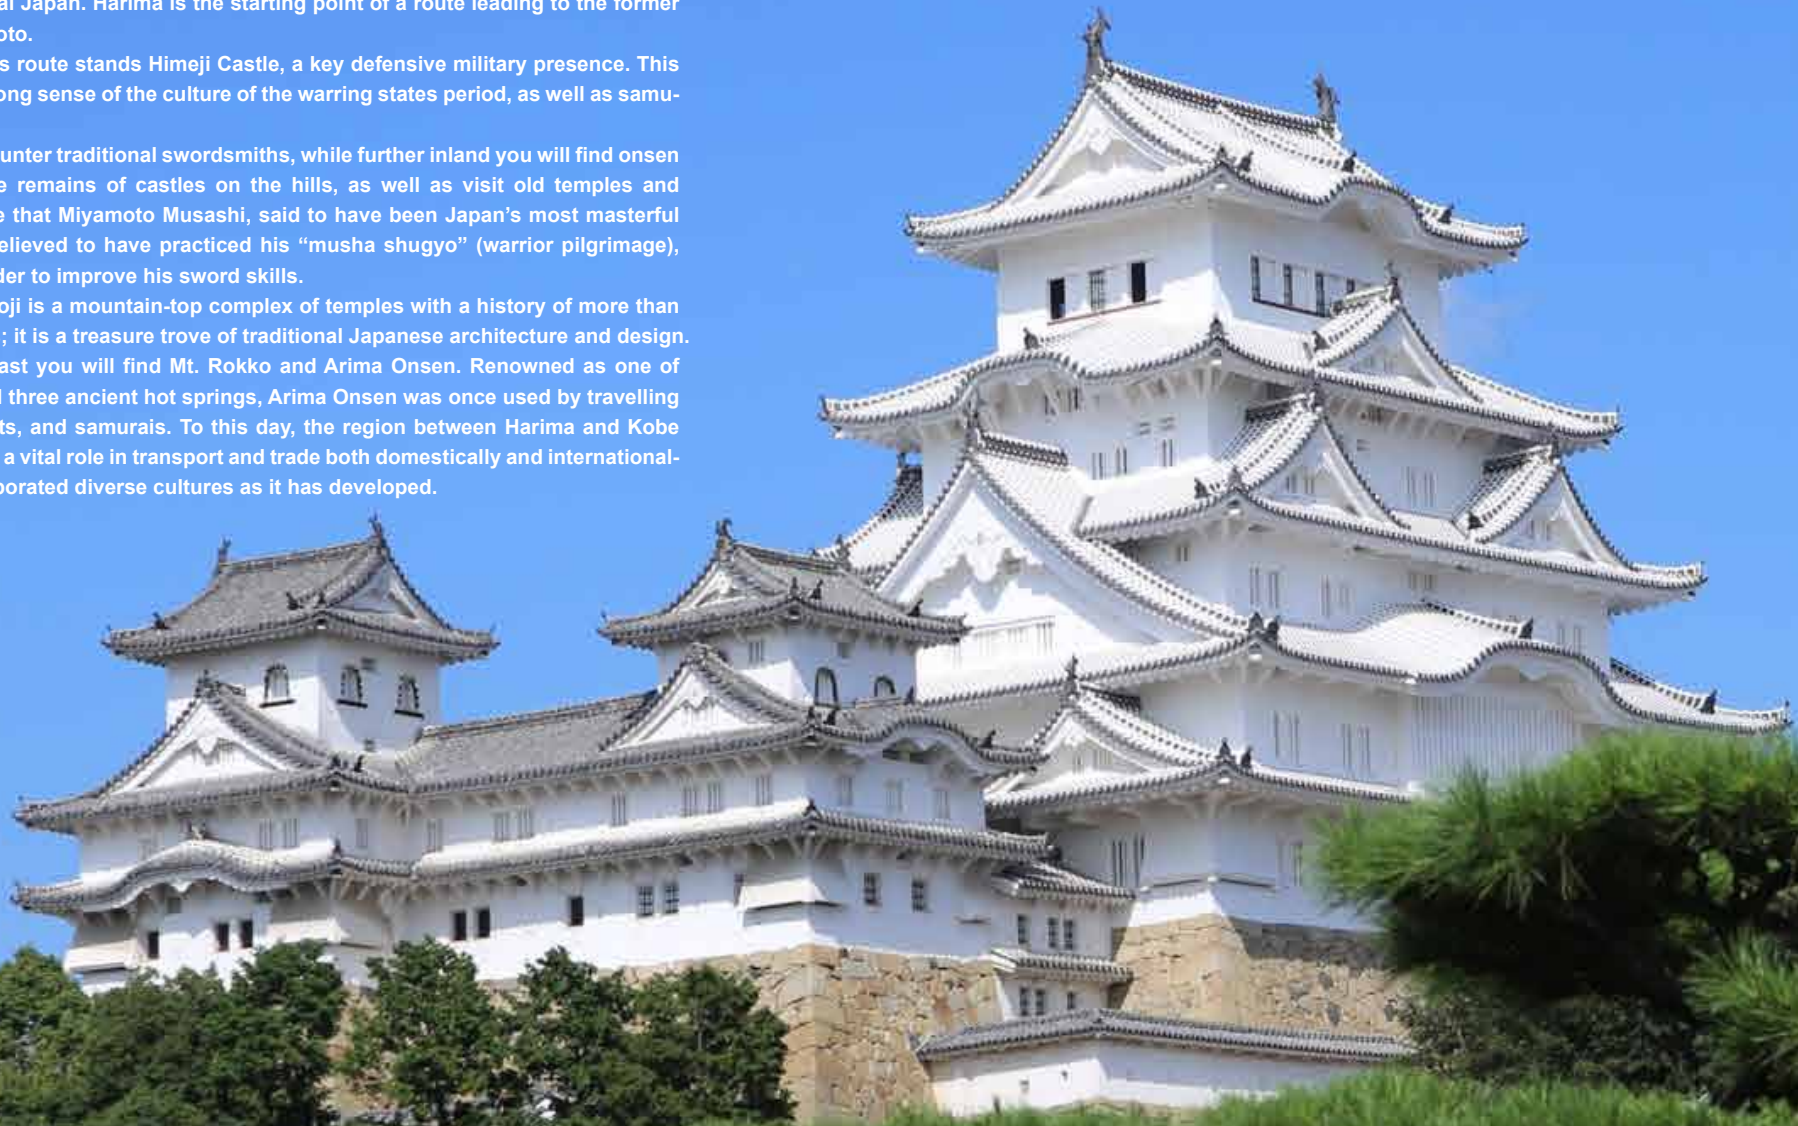 al Japan. Harima is the starting point of a route leading to the former
oto.
s route stands Himeji Castle, a key defensive military presence. This
ong sense of the culture of the warring states period, as well as samu-
unter traditional swordsmiths, while further inland you will find onsen
e remains of castles on the hills, as well as visit old temples and
e that Miyamoto Musashi, said to have been Japan’s most masterful
elieved to have practiced his “musha shugyo” (warrior pilgrimage),
der to improve his sword skills.
oji is a mountain-top complex of temples with a history of more than
; it is a treasure trove of traditional Japanese architecture and design.
ast you will find Mt. Rokko and Arima Onsen. Renowned as one of
l three ancient hot springs, Arima Onsen was once used by travelling
ts, and samurais. To this day, the region between Harima and Kobe
a vital role in transport and trade both domestically and international-
porated diverse cultures as it has developed.